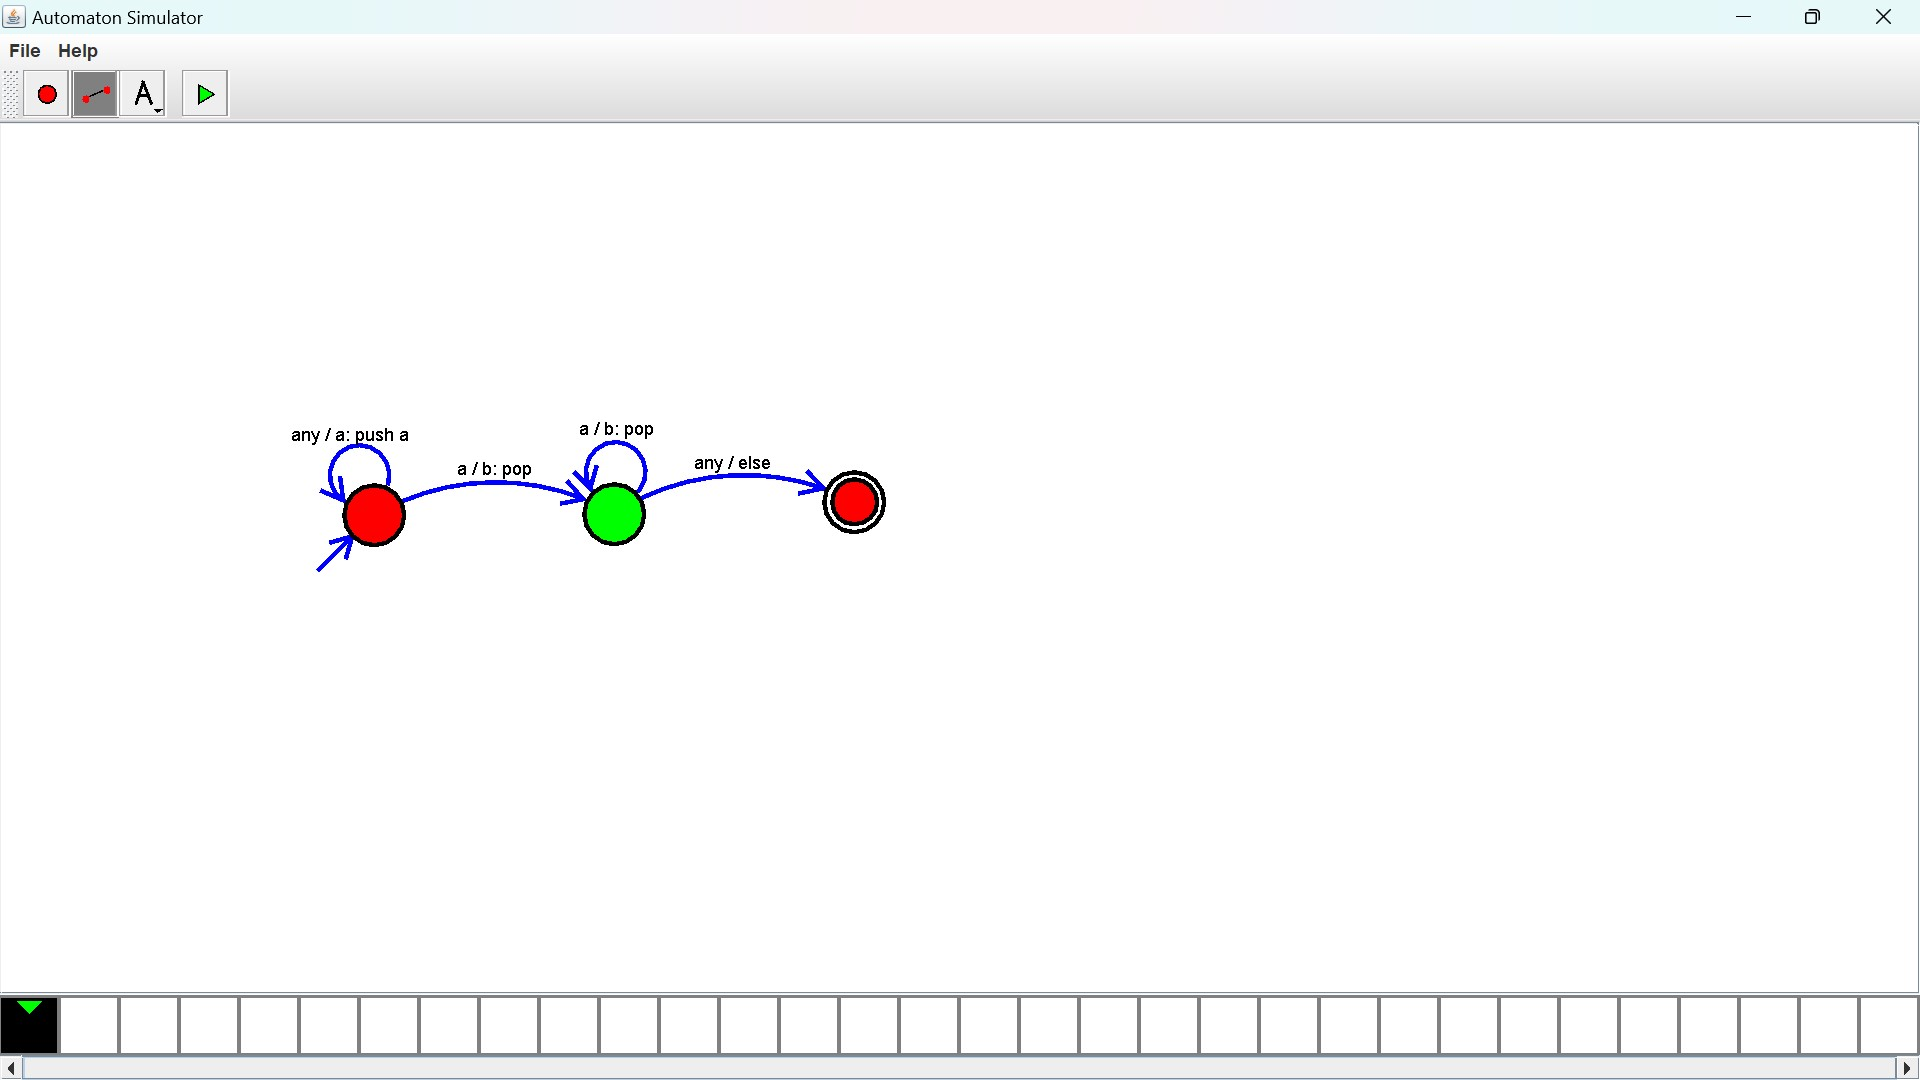 Automaton Simulator
File Help
A
any / a: push a
a / b: pop
a / b: pop
any / else